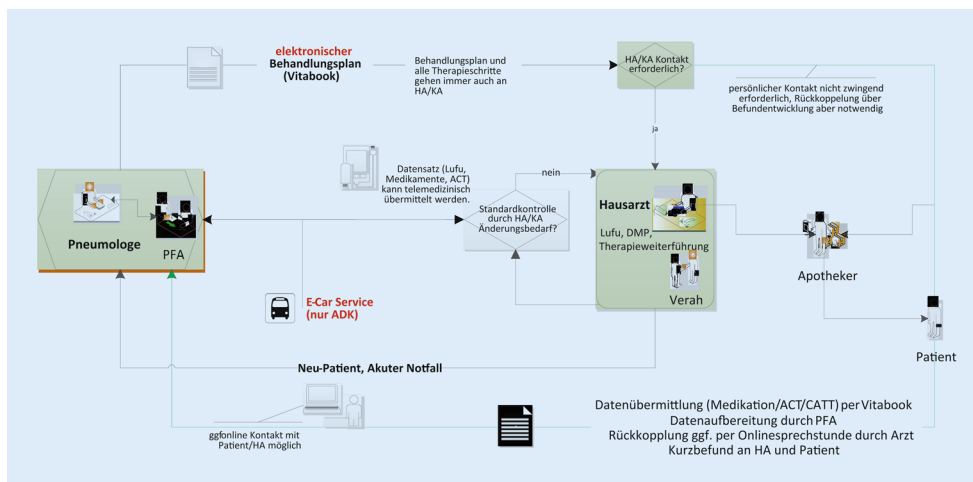 elektronischer
Behandlungsplan
(Vitabook)
Behandlungsplan und
alle Therapieschritte
gehen immer auch an
HA/KA
HA/KA Kontakt
erforderlich?
persönlicher Kontakt nicht zwingend
erforderlich, Rückkoppelung über
Befundentwicklung aber notwendig
ja
Datensatz (Lufu,
Medikamente, ACT)
kann telemedizinisch
übermittelt werden.
nein
Standardkontrolle
durch HA/KA
Änderungsbedarf?
Hausarzt
Lufu, DMP,
Therapieweiterführung
Verah
Pneumologe
PFA
Apotheker
E-Car Service
(nur ADK)
Patient
Neu-Patient, Akuter Notfall
ggfonline Kontakt mit
Patient/HA möglich
Datenübermittlung (Medikation/ACT/CATT) per Vitabook
Datenaufbereitung durch PFA
Rückkopplung ggf. per Onlinesprechstunde durch Arzt
Kurzbefund an HA und Patient